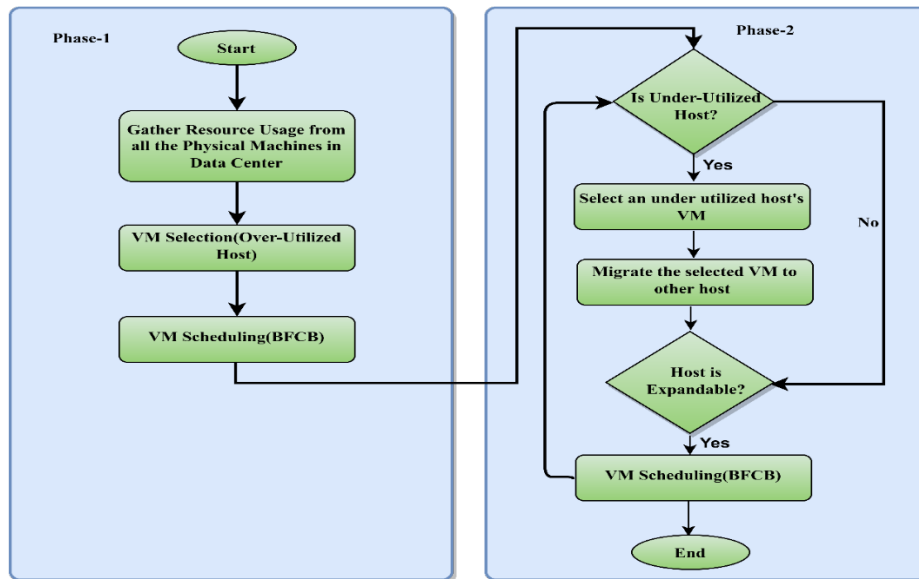 Phase-1
Start
Gather Resource Usage from
all the Physical Machines in
Data Center
VM Selection(Over-Utilized
Host)
VM Scheduling(BFCB)
Phase-2
Is Under-Utilized
Host?
Yes
Select an under utilized host's
VM
No
Migrate the selected VM to
other host
Host is
Expandable?
Yes
VM Scheduling(BFCB)
End